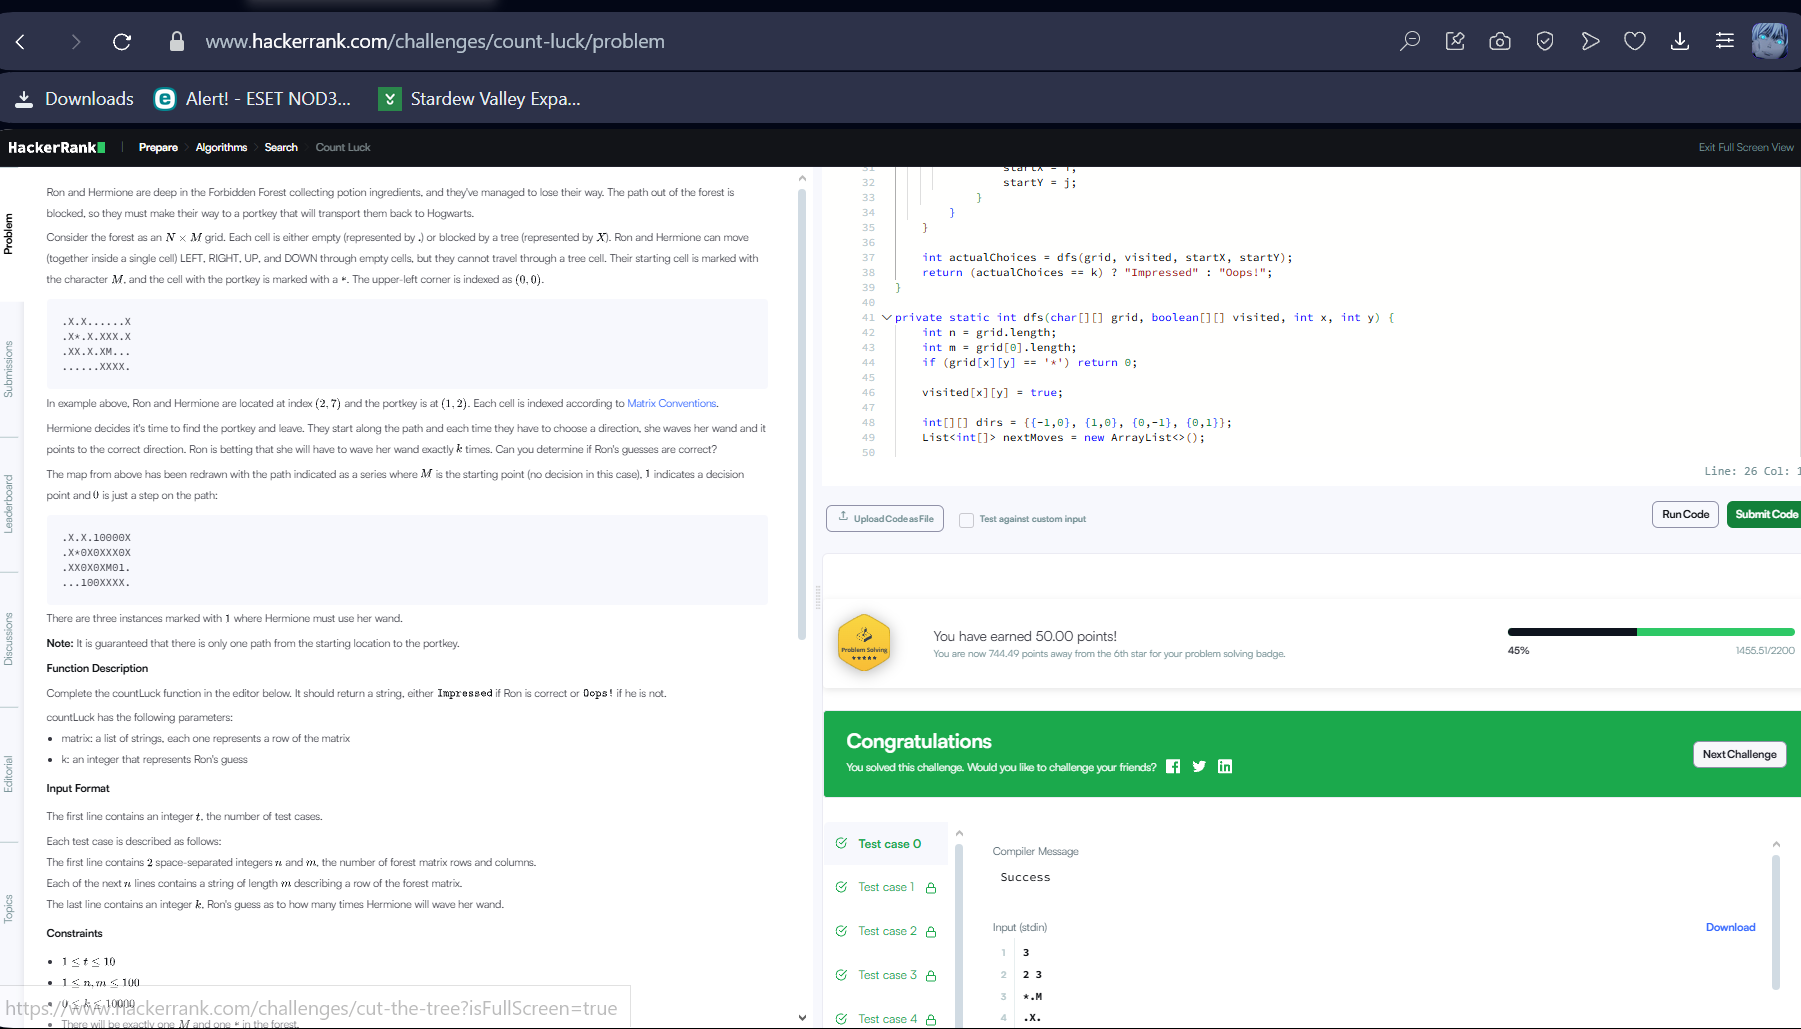 www.hackerrank.com/challenges/count-luck/problem
Downloads
Alert! - ESET NOD3...
Stardew Valley Expa...
HackerRank
Prepare
Algorithms
Search
Count Luck
Exit Full Screen View
Problem
Submissions
Leaderboard
Discussions
Editorial
Topics
Ron and Hermione are deep in the Forbidden Forest collecting potion ingredients, and they've managed to lose their way. The path out of the forest is
blocked, so they must make their way to a portkey that will transport them back to Hogwarts.
Consider the forest as an N × M grid. Each cell is either empty (represented by .) or blocked by a tree (represented by X). Ron and Hermione can move
(together inside a single cell) LEFT, RIGHT, UP, and DOWN through empty cells, but they cannot travel through a tree cell. Their starting cell is marked with
the character M, and the cell with the portkey is marked with a *. The upper-left corner is indexed as (0, 0).
.X.X......X
.X*.X.XXX.X
.XX.X.XM...
......XXXX.
In example above, Ron and Hermione are located at index (2, 7) and the portkey is at (1, 2). Each cell is indexed according to Matrix Conventions.
Hermione decides it's time to find the portkey and leave. They start along the path and each time they have to choose a direction, she waves her wand and it
points to the correct direction. Ron is betting that she will have to wave her wand exactly k times. Can you determine if Ron's guesses are correct?
The map from above has been redrawn with the path indicated as a series where M is the starting point (no decision in this case), 1 indicates a decision
point and 0 is just a step on the path:
.X.X.10000X
.X*0X0XXX0X
.XX0X0XM01.
...100XXXX.
There are three instances marked with 1 where Hermione must use her wand.
Note: It is guaranteed that there is only one path from the starting location to the portkey.
Function Description
Complete the countLuck function in the editor below. It should return a string, either Impressed if Ron is correct or Oops! if he is not.
countLuck has the following parameters:
matrix: a list of strings, each one represents a row of the matrix
k: an integer that represents Ron's guess
Input Format
The first line contains an integer t, the number of test cases.
Each test case is described as follows:
The first line contains 2 space-separated integers n and m, the number of forest matrix rows and columns.
Each of the next n lines contains a string of length m describing a row of the forest matrix.
The last line contains an integer k, Ron's guess as to how many times Hermione will wave her wand.
Constraints
1 ≤ t ≤ 10
1 ≤ n, m ≤ 100
0 ≤ k ≤ 10000
There will be exactly one M and one * in the forest.
https://www.hackerrank.com/challenges/cut-the-tree?isFullScreen=true
31 startX = i;
32 startY = j;
33 }
34 }
35 }
36
37 int actualChoices = dfs(grid, visited, startX, startY);
38 return (actualChoices == k) ? "Impressed" : "Oops!";
39 }
40
41 private static int dfs(char[][] grid, boolean[][] visited, int x, int y) {
42 int n = grid.length;
43 int m = grid[0].length;
44 if (grid[x][y] == '*') return 0;
45
46 visited[x][y] = true;
47
48 int[][] dirs = {{-1,0}, {1,0}, {0,-1}, {0,1}};
49 List<int[]> nextMoves = new ArrayList<>();
50
Line: 26 Col: 1
Upload Code as File
Test against custom input
Run Code
Submit Code
Problem Solving
You have earned 50.00 points!
You are now 744.49 points away from the 6th star for your problem solving badge.
45%
1455.51/2200
Congratulations
You solved this challenge. Would you like to challenge your friends?
Next Challenge
Test case 0
Test case 1
Test case 2
Test case 3
Test case 4
Compiler Message
Success
Input (stdin)
Download
1 3
2 2 3
3 *.M
4 .X.